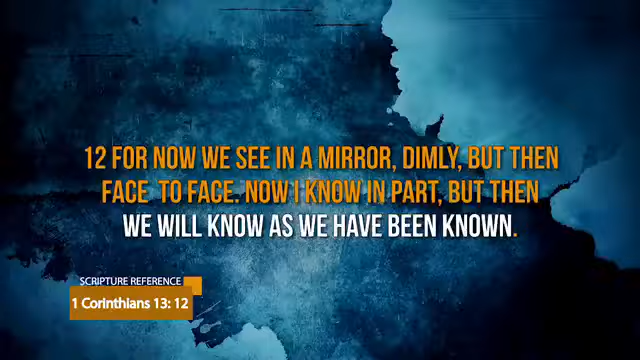 12 FOR NOW WE SEE IN A MIRROR, DIMLY, BUT THEN
FACE TO FACE. NOW I KNOW IN PART, BUT THEN
WE WILL KNOW AS WE HAVE BEEN KNOWN.
SCRIPTURE REFERENCE
1 Corinthians 13: 12